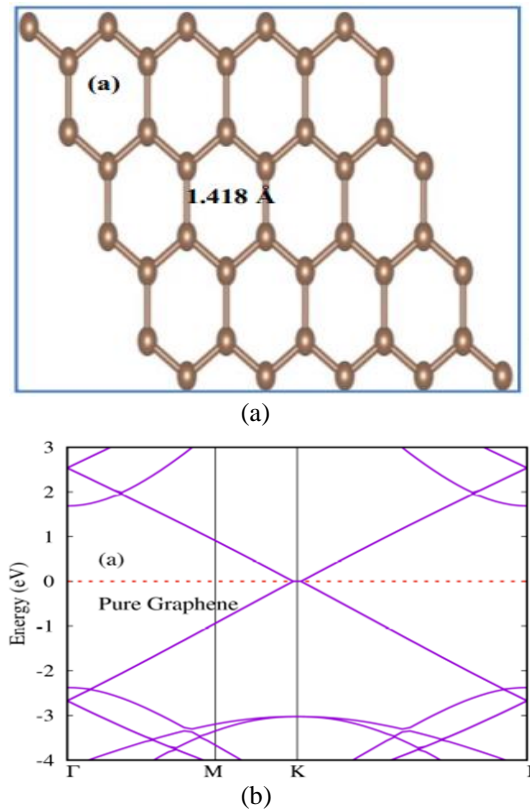 (a)
1.418 Å
(a)
3
2
1
0
-1
-2
-3
-4
Energy (eV)
(a)
Pure Graphene
Γ M K
(b)